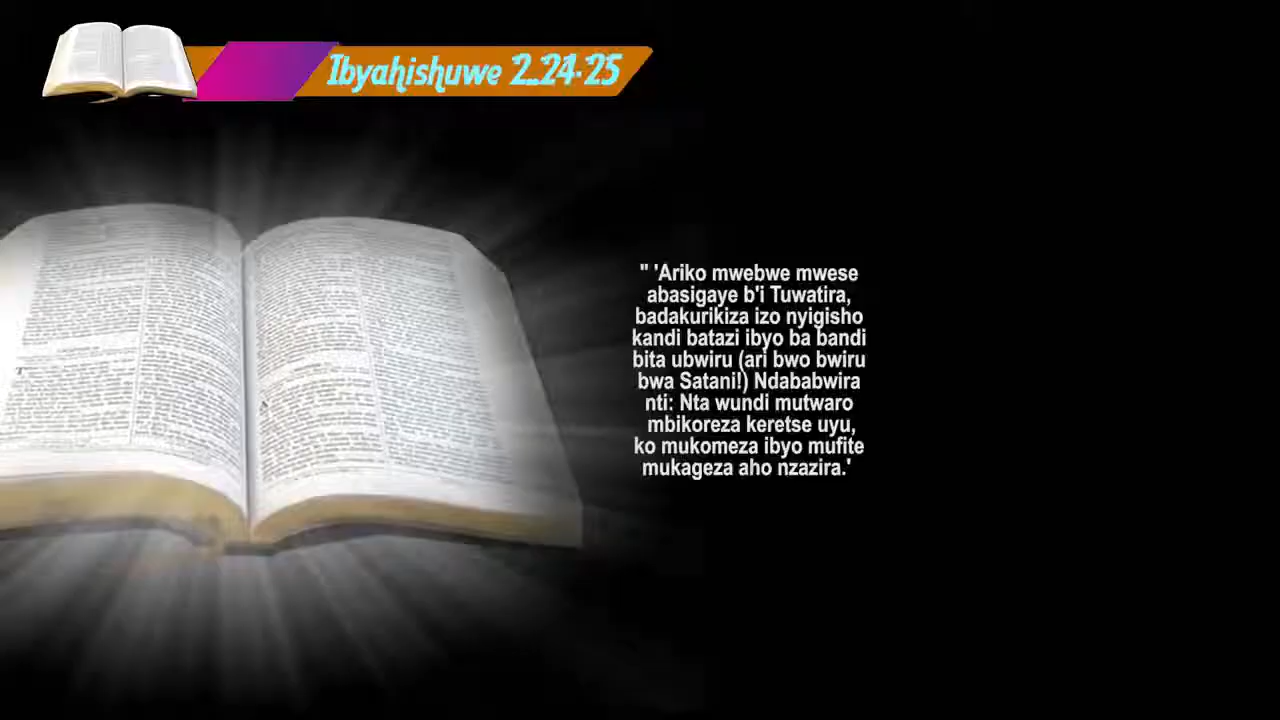 Ibyahishuwe 2..24-25
" 'Ariko mwebwe mwese
abasigaye b'i Tuwatira,
badakurikiza izo nyigisho
kandi batazi ibyo ba bandi
bita ubwiru (ari bwo bwiru
bwa Satani!) Ndababwira
nti: Nta wundi mutwaro
mbikoreza keretse uyu,
ko mukomeza ibyo mufite
mukageza aho nzazira.'